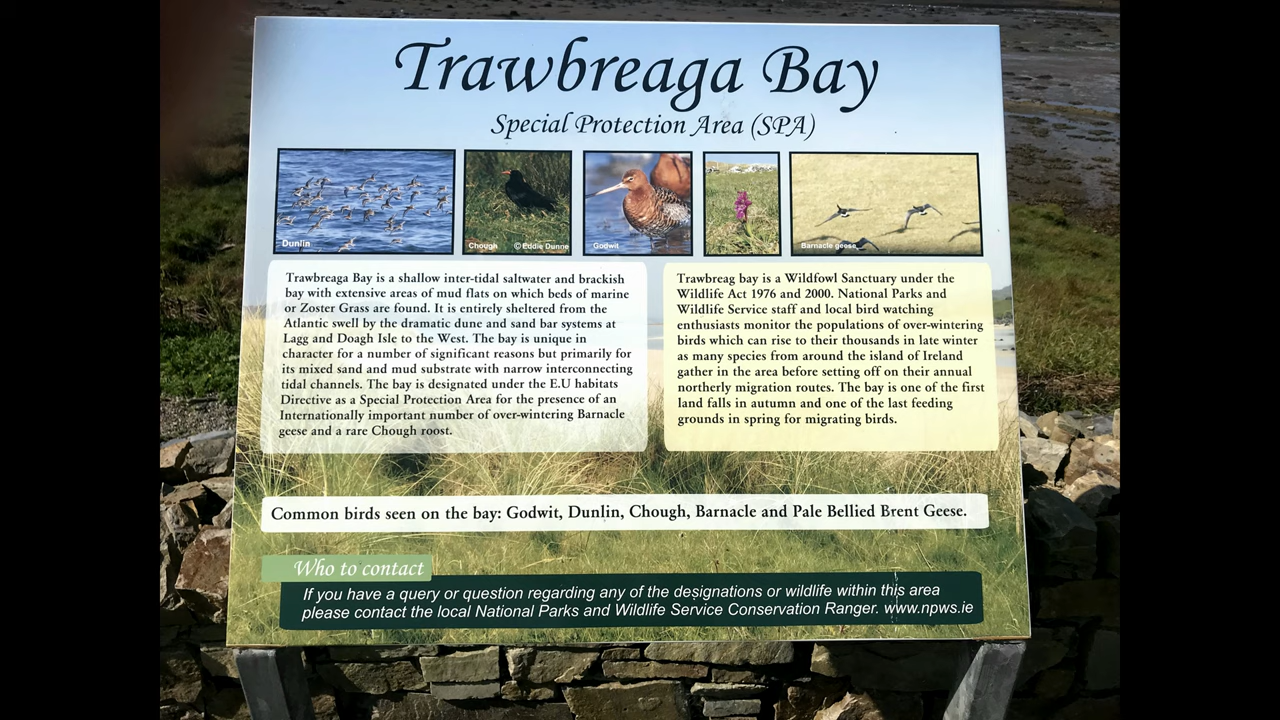 Trawbreaga Bay
Special Protection Area (SPA)
Dunlin
Chough
© Eddie Dunne
Godwit
Barnacle geese
Trawbreaga Bay is a shallow inter-tidal saltwater and brackish
bay with extensive areas of mud flats on which beds of marine
or Zoster Grass are found. It is entirely sheltered from the
Atlantic swell by the dramatic dune and sand bar systems at
Lagg and Doagh Isle to the West. The bay is unique in
character for a number of significant reasons but primarily for
its mixed sand and mud substrate with narrow interconnecting
tidal channels. The bay is designated under the E.U habitats
Directive as a Special Protection Area for the presence of an
Internationally important number of over-wintering Barnacle
geese and a rare Chough roost.
Trawbreag bay is a Wildfowl Sanctuary under the
Wildlife Act 1976 and 2000. National Parks and
Wildlife Service staff and local bird watching
enthusiasts monitor the populations of over-wintering
birds which can rise to their thousands in late winter
as many species from around the island of Ireland
gather in the area before setting off on their annual
northerly migration routes. The bay is one of the first
land falls in autumn and one of the last feeding
grounds in spring for migrating birds.
Common birds seen on the bay: Godwit, Dunlin, Chough, Barnacle and Pale Bellied Brent Geese.
Who to contact
If you have a query or question regarding any of the designations or wildlife within this area
please contact the local National Parks and Wildlife Service Conservation Ranger. www.npws.ie